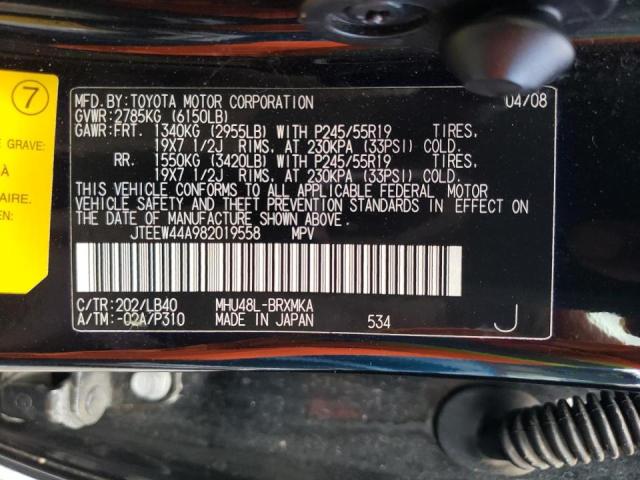 7
E GRAVE:
À
AIRE.
MFD.BY:TOYOTA MOTOR CORPORATION 04/08
GVWR:2785KG (6150LB)
GAWR:FRT. 1340KG (2955LB) WITH P245/55R19 TIRES,
19X7 1/2J RIMS, AT 230KPA (33PSI) COLD.
RR. 1550KG (3420LB) WITH P245/55R19 TIRES,
19X7 1/2J RIMS, AT 230KPA (33PSI) COLD.
THIS VEHICLE CONFORMS TO ALL APPLICABLE FEDERAL MOTOR
VEHICLE SAFETY AND THEFT PREVENTION STANDARDS IN EFFECT
ON THE DATE OF MANUFACTURE SHOWN ABOVE.
JTEEW44A982019558 MPV
C/TR:202/LB40 MHU48L-BRXMKA
A/TM:-02A/P310 MADE IN JAPAN 534 J